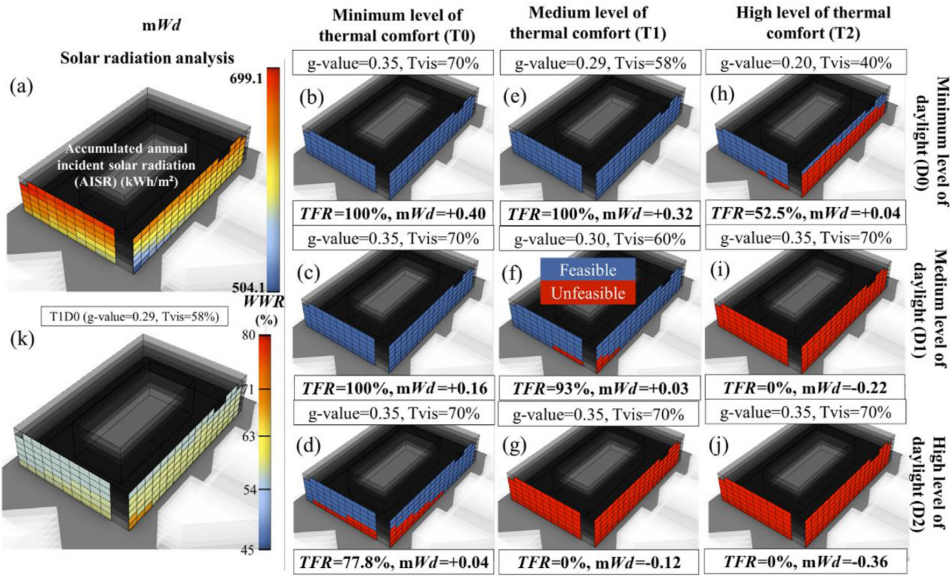 mWd
Solar radiation analysis
(a)
699.1
Accumulated annual
incident solar radiation
(AISR) (kWh/m²)
504.1
WWR
(%)
T1D0 (g-value=0.29, Tvis=58%)
(k)
80
71
63
54
45
Minimum level of
thermal comfort (T0)
Medium level of
thermal comfort (T1)
High level of thermal
comfort (T2)
g-value=0.35, Tvis=70%
g-value=0.29, Tvis=58%
g-value=0.20, Tvis=40%
(b)
(e)
(h)
Minimum level of
daylight (D0)
TFR=100%, mWd=+0.40
TFR=100%, mWd=+0.32
TFR=52.5%, mWd=+0.04
g-value=0.35, Tvis=70%
g-value=0.30, Tvis=60%
g-value=0.35, Tvis=70%
(c)
(f)
Feasible
Unfeasible
(i)
Medium level of
daylight (D1)
TFR=100%, mWd=+0.16
TFR=93%, mWd=+0.03
TFR=0%, mWd=-0.22
g-value=0.35, Tvis=70%
g-value=0.35, Tvis=70%
g-value=0.35, Tvis=70%
(d)
(g)
(j)
High level of
daylight (D2)
TFR=77.8%, mWd=+0.04
TFR=0%, mWd=-0.12
TFR=0%, mWd=-0.36